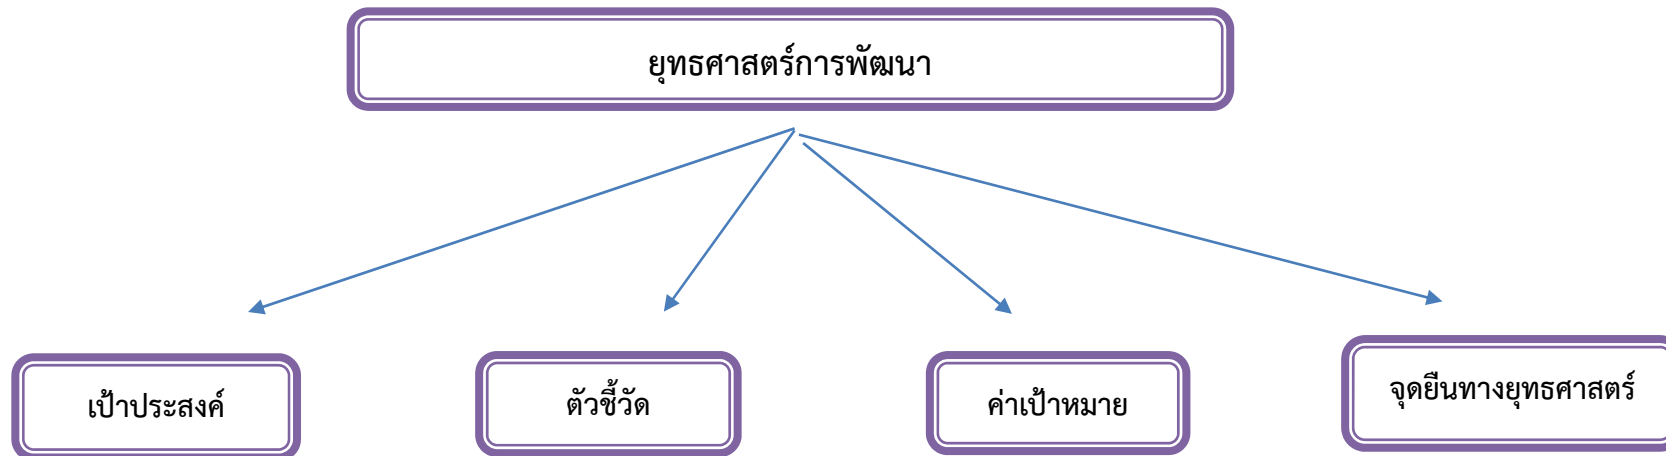 ยุทธศาสตร์การพัฒนา
เป้าประสงค์
ตัวชี้วัด
ค่าเป้าหมาย
จุดยืนทางยุทธศาสตร์